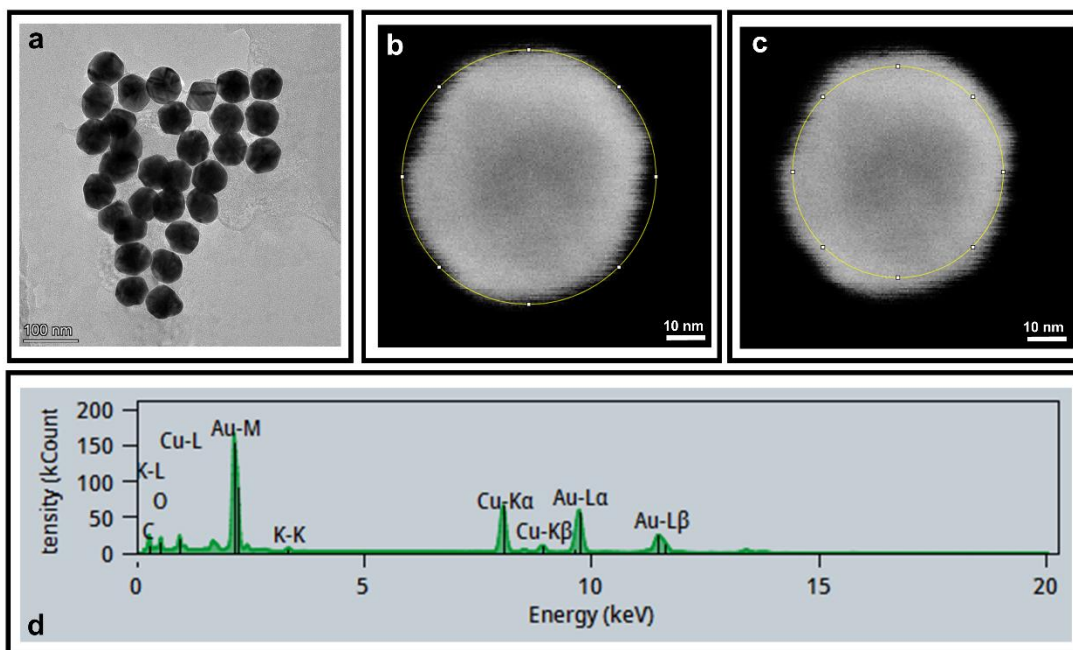 a
100 nm
b
10 nm
c
10 nm
tensity (kCount
200
150
100
50
0
K-L
O
C
Cu-L
Au-M
K-K
Cu-Kα
Cu-Kβ
Au-Lα
Au-Lβ
0 5 10 15 20
Energy (keV)
d